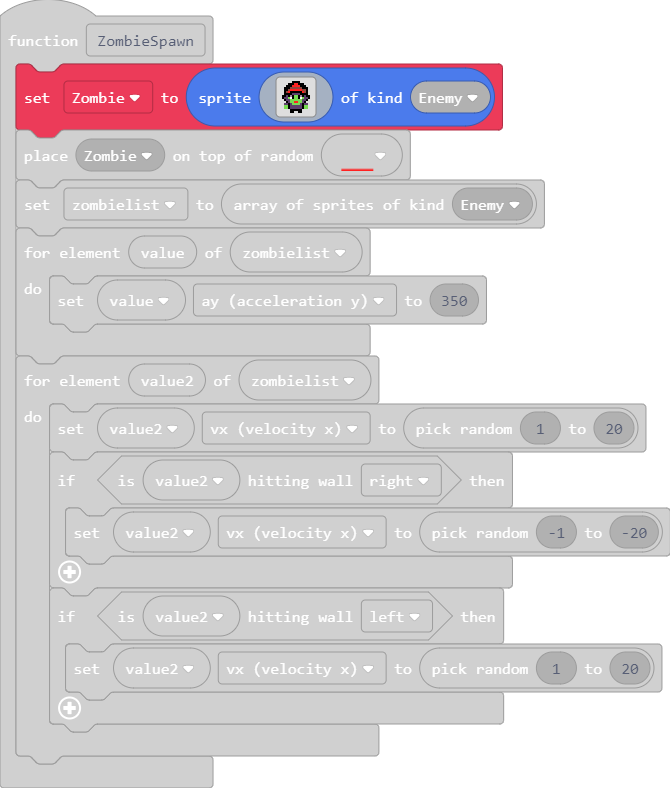 function ZombieSpawn
set Zombie to sprite of kind Enemy
place Zombie on top of random
set zombielist to array of sprites of kind Enemy
for element value of zombielist
do
set value ay (acceleration y) to 350
for element value2 of zombielist
do
set value2 vx (velocity x) to pick random 1 to 20
if is value2 hitting wall right then
set value2 vx (velocity x) to pick random -1 to -20
if is value2 hitting wall left then
set value2 vx (velocity x) to pick random 1 to 20